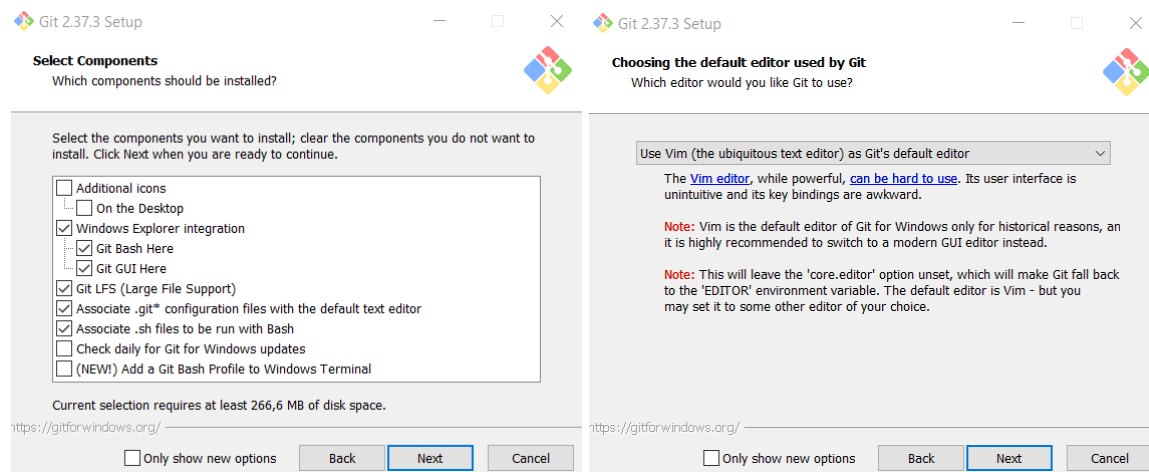 Git 2.37.3 Setup
Select Components
Which components should be installed?
Select the components you want to install; clear the components you do not want to
install. Click Next when you are ready to continue.
Additional icons
On the Desktop
Windows Explorer integration
Git Bash Here
Git GUI Here
Git LFS (Large File Support)
Associate .git* configuration files with the default text editor
Associate .sh files to be run with Bash
Check daily for Git for Windows updates
(NEW!) Add a Git Bash Profile to Windows Terminal
Current selection requires at least 266,6 MB of disk space.
https://gitforwindows.org/
Only show new options
Back
Next
Cancel
Git 2.37.3 Setup
Choosing the default editor used by Git
Which editor would you like Git to use?
Use Vim (the ubiquitous text editor) as Git's default editor
The Vim editor, while powerful, can be hard to use. Its user interface is
unintuitive and its key bindings are awkward.
Note: Vim is the default editor of Git for Windows only for historical reasons, an
it is highly recommended to switch to a modern GUI editor instead.
Note: This will leave the 'core.editor' option unset, which will make Git fall back
to the 'EDITOR' environment variable. The default editor is Vim - but you
may set it to some other editor of your choice.
https://gitforwindows.org/
Only show new options
Back
Next
Cancel